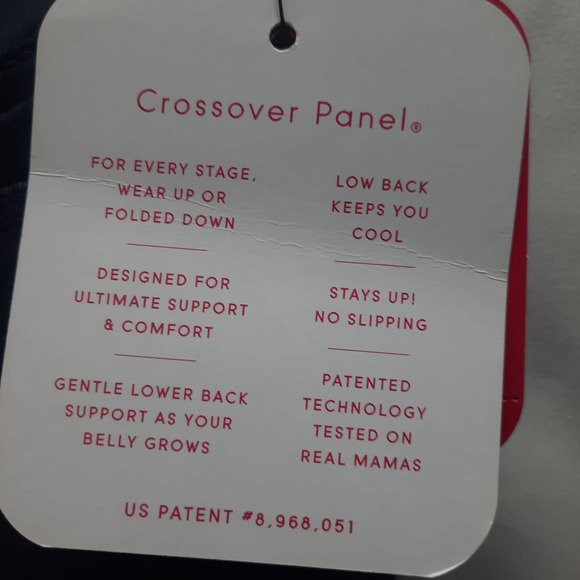 Crossover Panel®
FOR EVERY STAGE,
WEAR UP OR
FOLDED DOWN
DESIGNED FOR
ULTIMATE SUPPORT
& COMFORT
GENTLE LOWER BACK
SUPPORT AS YOUR
BELLY GROWS
LOW BACK
KEEPS YOU
COOL
STAYS UP!
NO SLIPPING
PATENTED
TECHNOLOGY
TESTED ON
REAL MAMAS
US PATENT #8,968,051